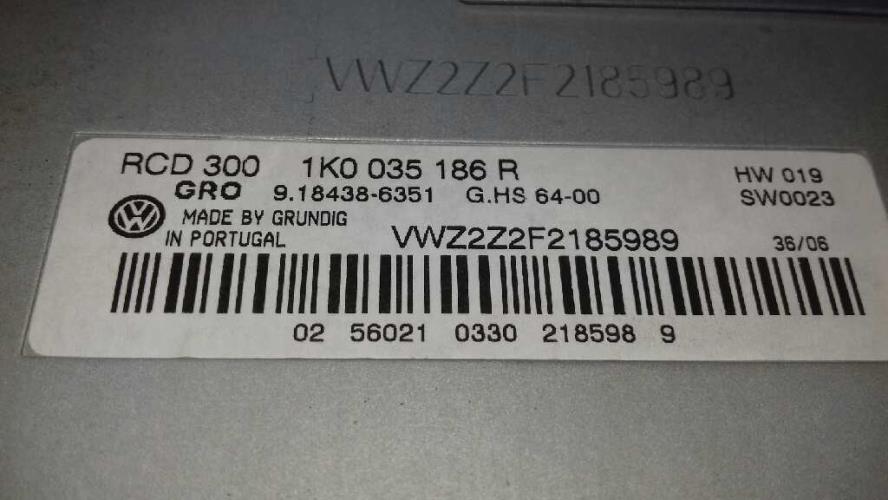 VWZ2Z2F2185989
RCD 300 1K0 035 186 R HW 019
GRO 9.18438-6351 G.HS 64-00 SW0023
VW MADE BY GRUNDIG
IN PORTUGAL VWZ2Z2F2185989 36/06
02 56021 0330 218598 9